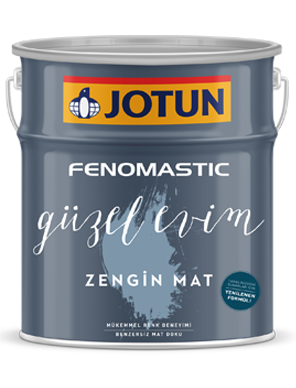 JOTUN
FENOMASTIC
güzel evim
ZENGİN MAT
YENİLENEN
FORMÜL!
MÜKEMMEL RENK DENEYİMİ
BENZERSİZ MAT DOKU